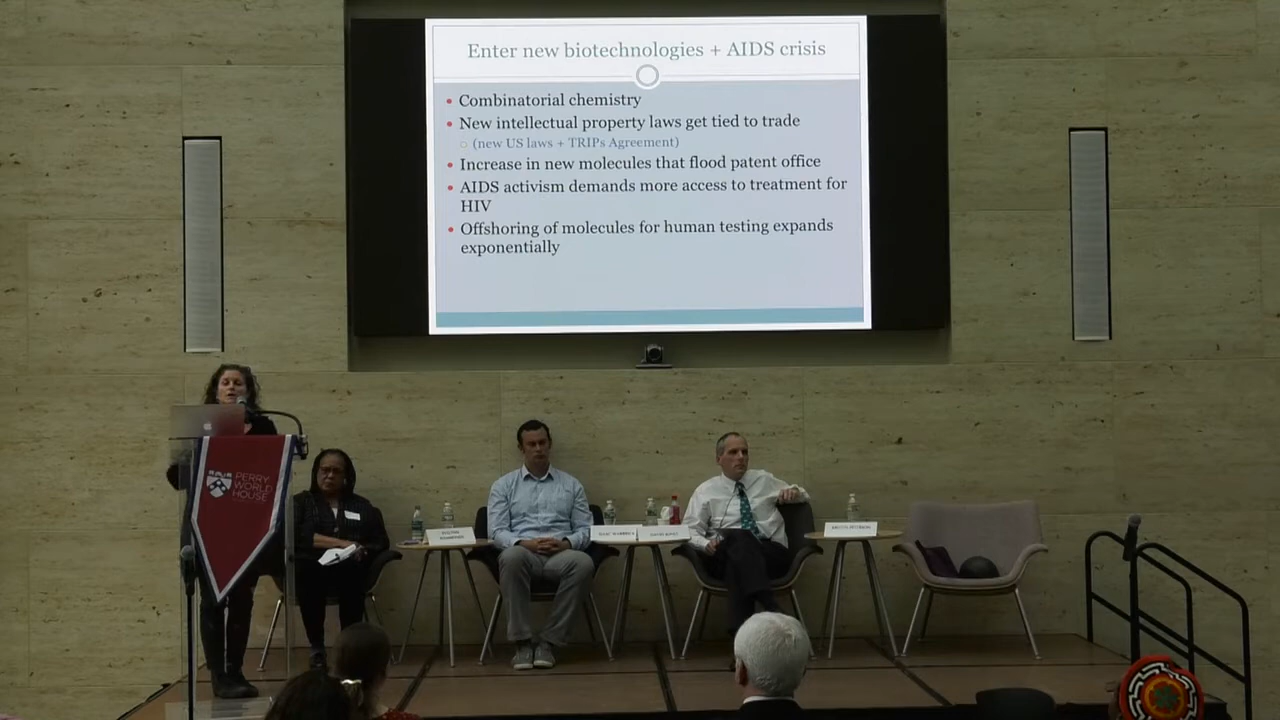 Enter new biotechnologies + AIDS crisis
Combinatorial chemistry
New intellectual property laws get tied to trade
(new US laws + TRIPs Agreement)
Increase in new molecules that flood patent office
AIDS activism demands more access to treatment for
HIV
Offshoring of molecules for human testing expands
exponentially
PERRY
WORLD
HOUSE